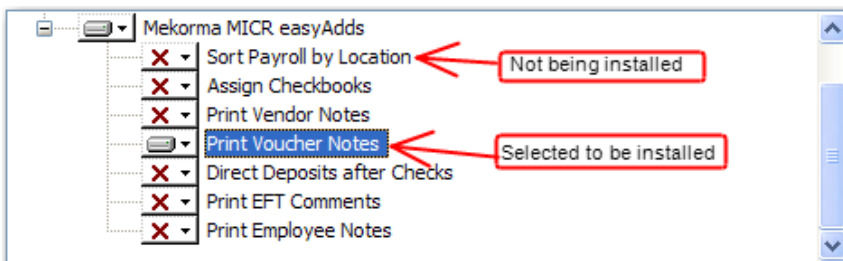 Mekorma MICR easyAdds
Sort Payroll by Location
Not being installed
Assign Checkbooks
Print Vendor Notes
Print Voucher Notes
Selected to be installed
Direct Deposits after Checks
Print EFT Comments
Print Employee Notes